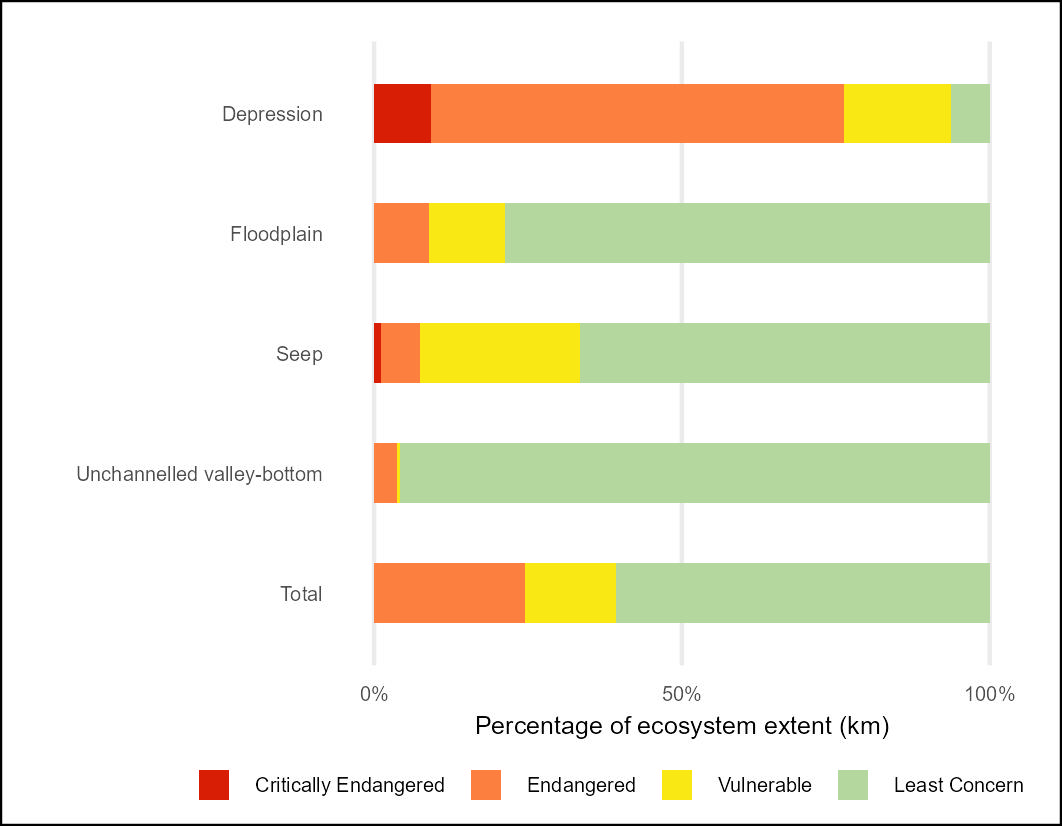 Depression
Floodplain
Seep
Unchannelled valley-bottom
Total
0% 50% 100%
Percentage of ecosystem extent (km)
Critically Endangered Endangered Vulnerable Least Concern